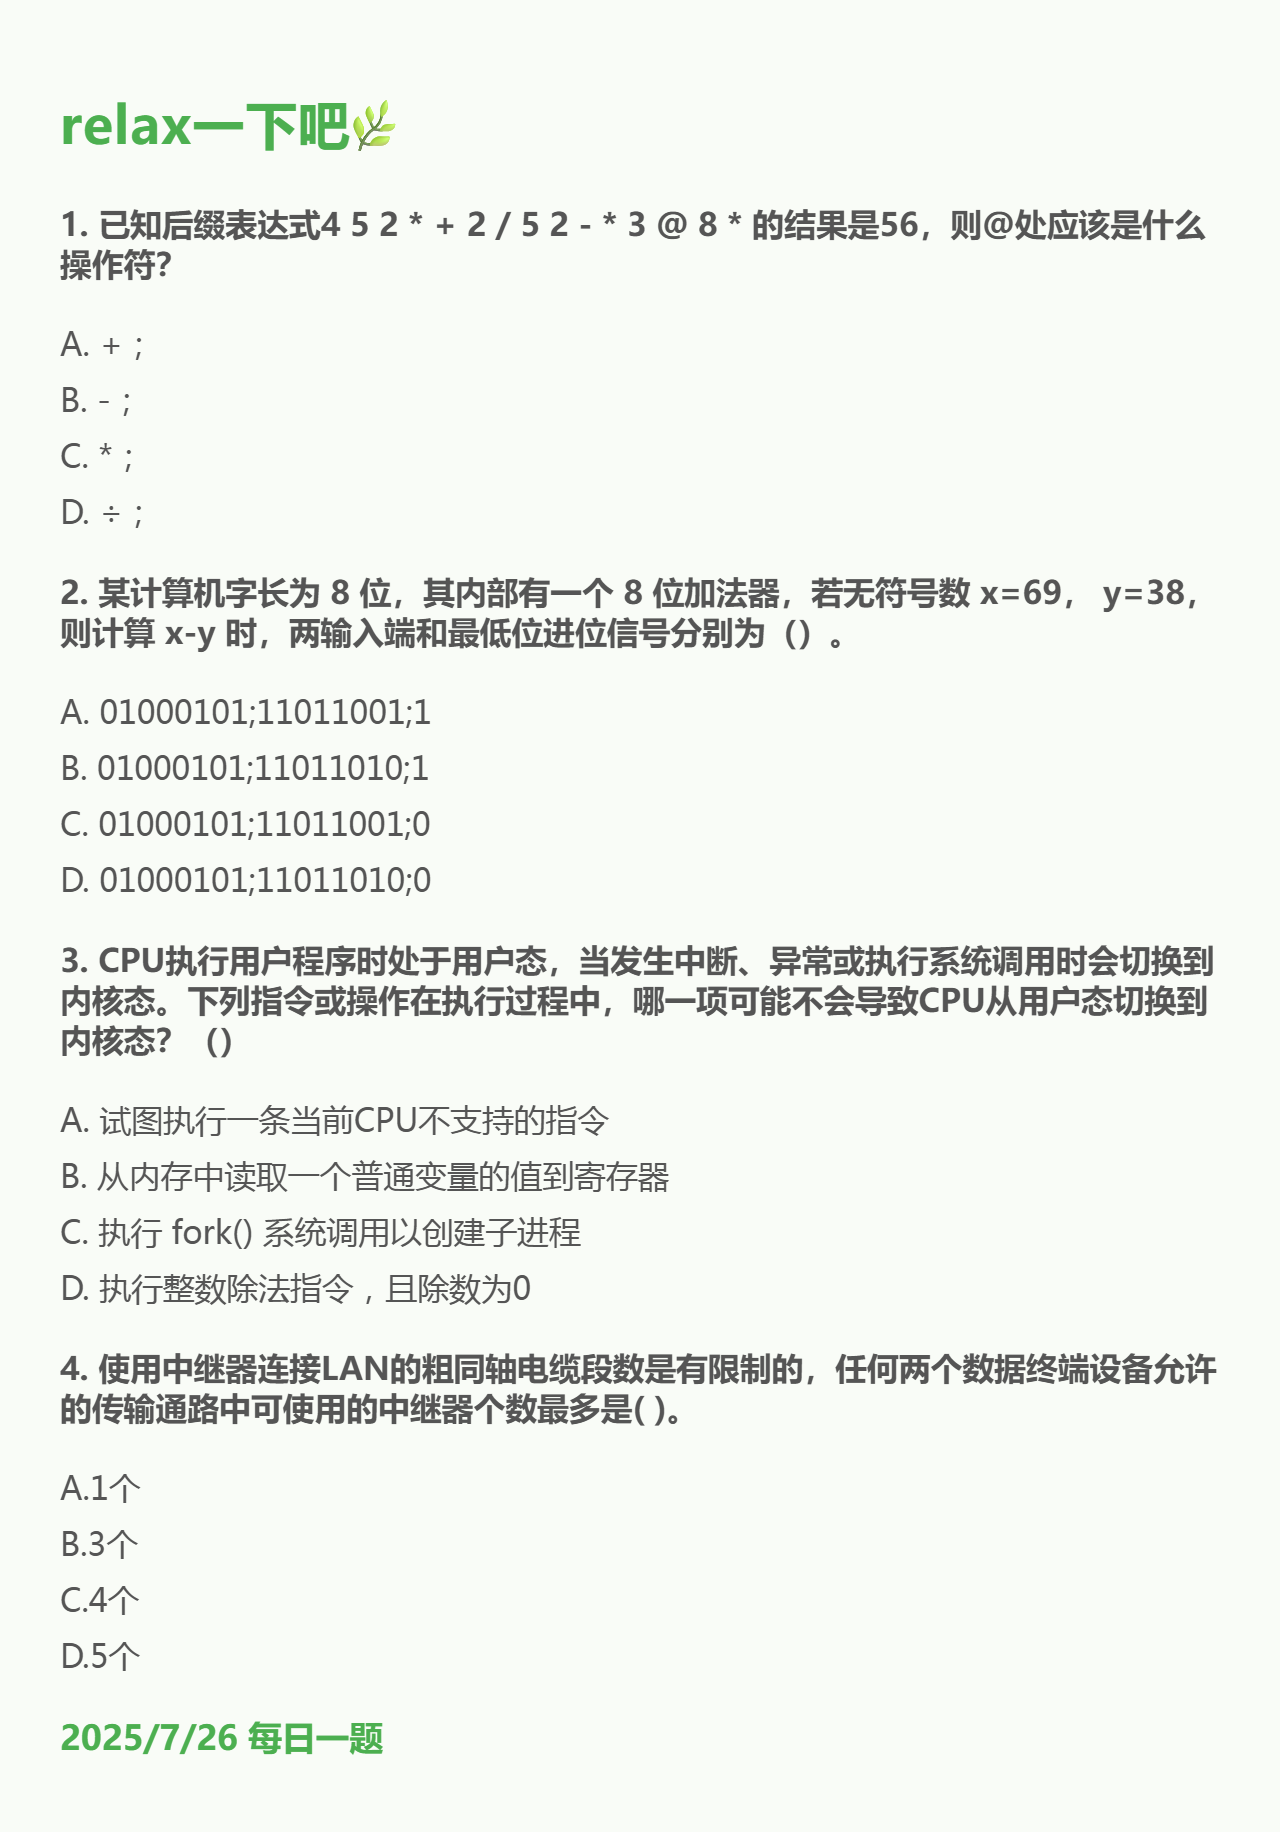 relax一下吧🌿
1. 已知后缀表达式4 5 2 * + 2 / 5 2 - * 3 @ 8 * 的结果是56，则@处应该是什么
操作符？
A. + ;
B. - ;
C. * ;
D. ÷ ;
2. 某计算机字长为 8 位，其内部有一个 8 位加法器，若无符号数 x=69， y=38，
则计算 x-y 时，两输入端和最低位进位信号分别为（）。
A. 01000101;11011001;1
B. 01000101;11011010;1
C. 01000101;11011001;0
D. 01000101;11011010;0
3. CPU执行用户程序时处于用户态，当发生中断、异常或执行系统调用时会切换到
内核态。下列指令或操作在执行过程中，哪一项可能不会导致CPU从用户态切换到
内核态？（）
A. 试图执行一条当前CPU不支持的指令
B. 从内存中读取一个普通变量的值到寄存器
C. 执行 fork() 系统调用以创建子进程
D. 执行整数除法指令，且除数为0
4. 使用中继器连接LAN的粗同轴电缆段数是有限制的，任何两个数据终端设备允许
的传输通路中可使用的中继器个数最多是( )。
A.1个
B.3个
C.4个
D.5个
2025/7/26 每日一题